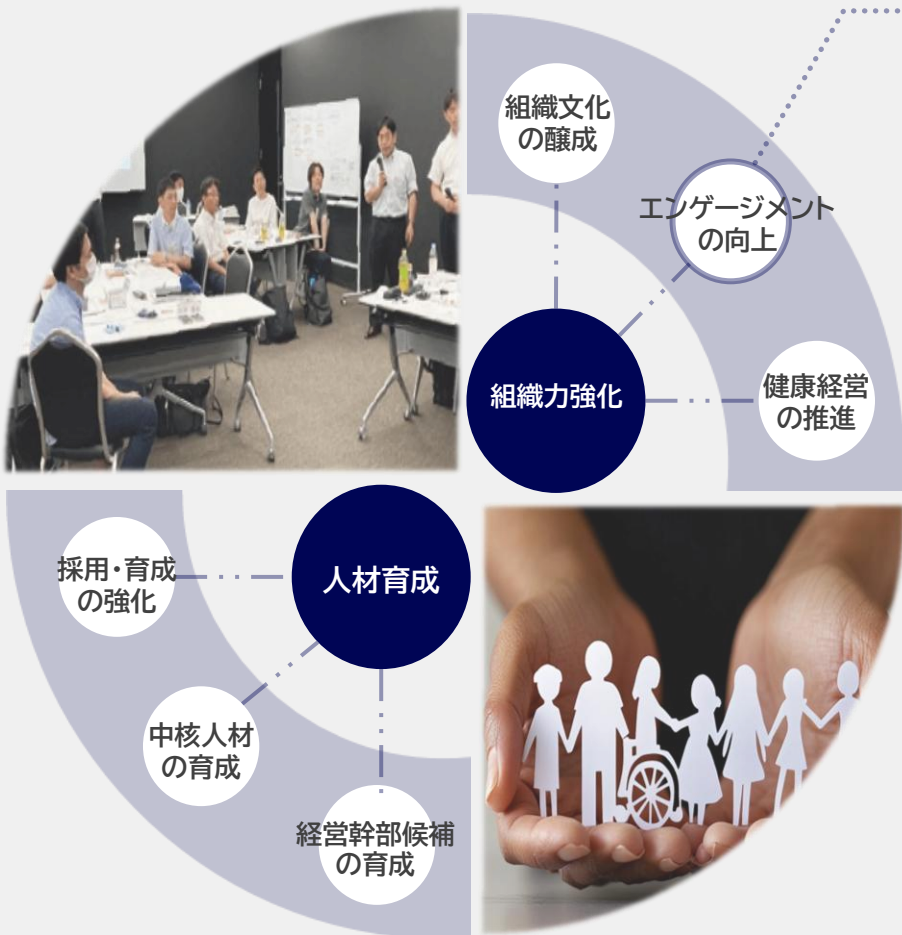 組織文化
の醸成
エンゲージメント
の向上
組織力強化
健康経営
の推進
採用・育成
の強化
人材育成
中核人材
の育成
経営幹部候補
の育成